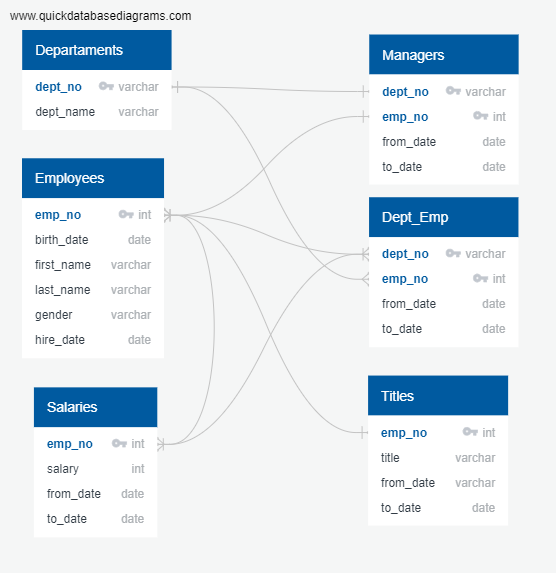 www.quickdatabasediagrams.com
Departaments
dept_no varchar
dept_name varchar
Employees
emp_no int
birth_date date
first_name varchar
last_name varchar
gender varchar
hire_date date
Salaries
emp_no int
salary int
from_date date
to_date date
Managers
dept_no varchar
emp_no int
from_date date
to_date date
Dept_Emp
dept_no varchar
emp_no int
from_date date
to_date date
Titles
emp_no int
title varchar
from_date varchar
to_date date